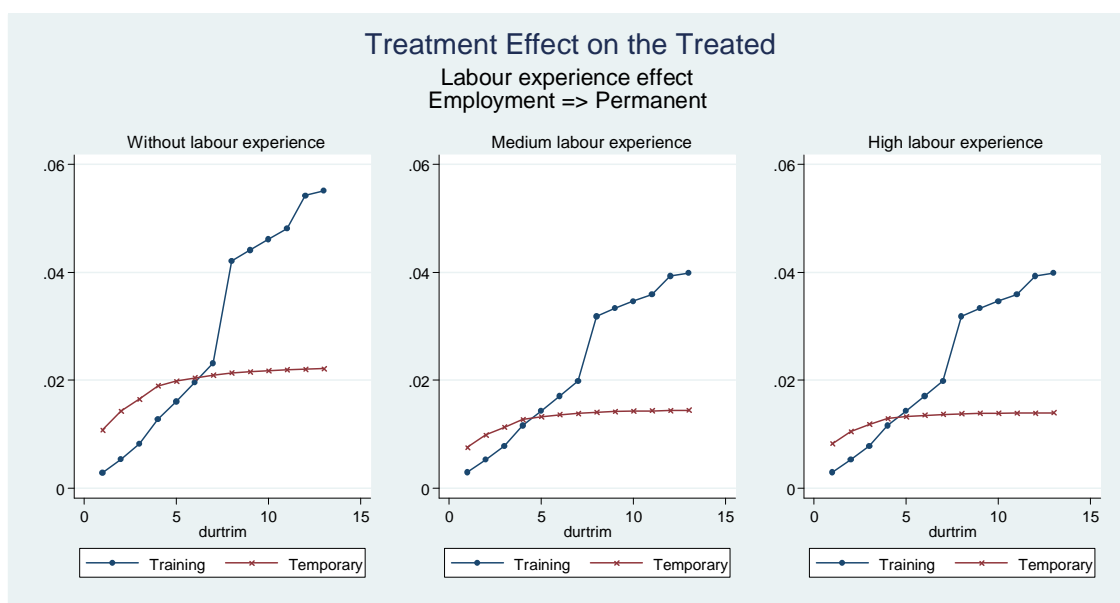 Treatment Effect on the Treated
Labour experience effect
Employment => Permanent
Without labour experience
.06
.04
.02
0
0 5 10 15
durtrim
Training Temporary
Medium labour experience
.06
.04
.02
0
0 5 10 15
durtrim
Training Temporary
High labour experience
.06
.04
.02
0
0 5 10 15
durtrim
Training Temporary